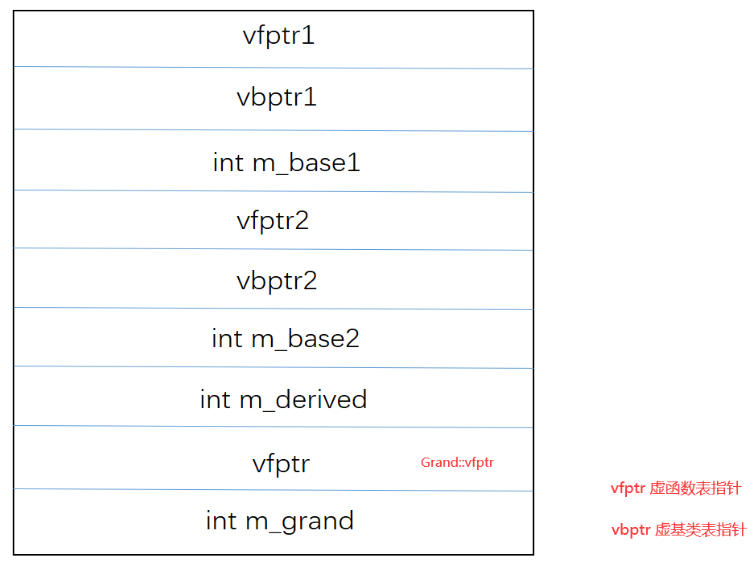 vfptr1
vbptr1
int m_base1
vfptr2
vbptr2
int m_base2
int m_derived
vfptr
Grand::vfptr
vfptr 虚函数表指针
int m_grand
vbptr 虚基类表指针